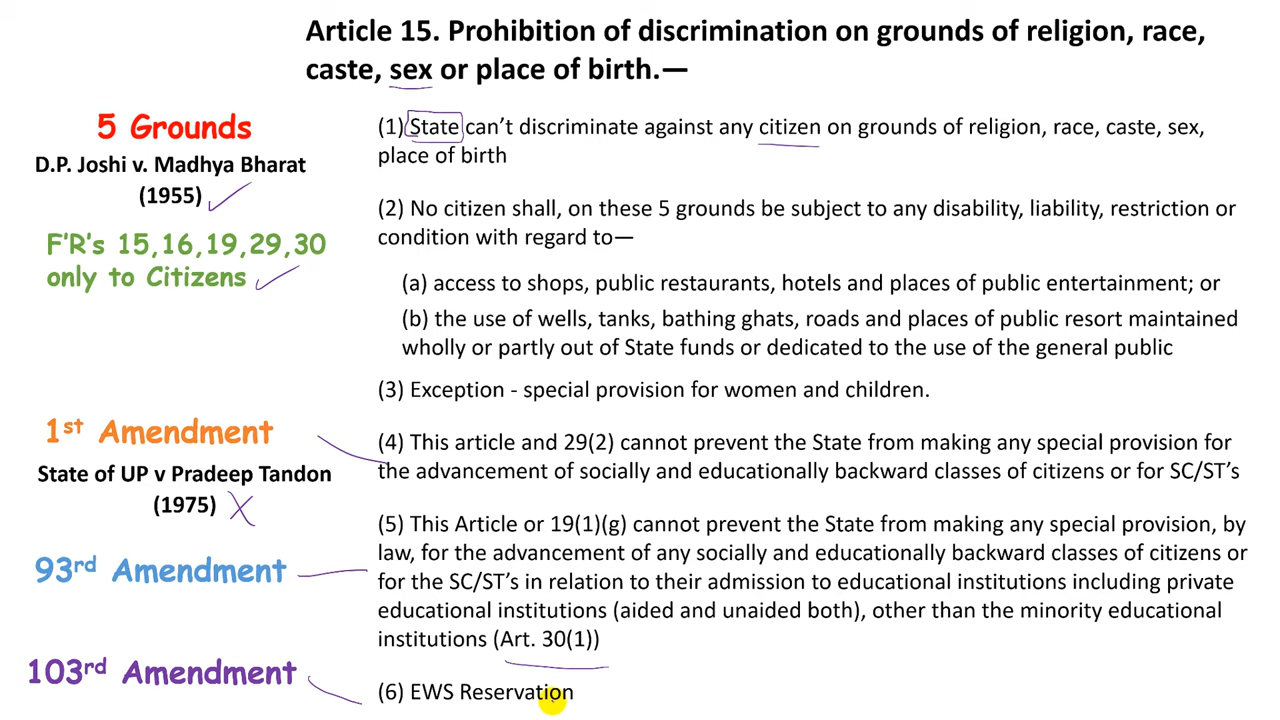 Article 15. Prohibition of discrimination on grounds of religion, race,
caste, sex or place of birth.—
5 Grounds
D.P. Joshi v. Madhya Bharat
(1955)
F'R's 15,16,19,29,30
only to Citizens
1st Amendment
State of UP v Pradeep Tandon
(1975)
93rd Amendment
103rd Amendment
(1) State can't discriminate against any citizen on grounds of religion, race, caste, sex,
place of birth
(2) No citizen shall, on these 5 grounds be subject to any disability, liability, restriction or
condition with regard to—
(a) access to shops, public restaurants, hotels and places of public entertainment; or
(b) the use of wells, tanks, bathing ghats, roads and places of public resort maintained
wholly or partly out of State funds or dedicated to the use of the general public
(3) Exception - special provision for women and children.
(4) This article and 29(2) cannot prevent the State from making any special provision for
the advancement of socially and educationally backward classes of citizens or for SC/ST's
(5) This Article or 19(1)(g) cannot prevent the State from making any special provision, by
law, for the advancement of any socially and educationally backward classes of citizens or
for the SC/ST's in relation to their admission to educational institutions including private
educational institutions (aided and unaided both), other than the minority educational
institutions (Art. 30(1))
(6) EWS Reservation